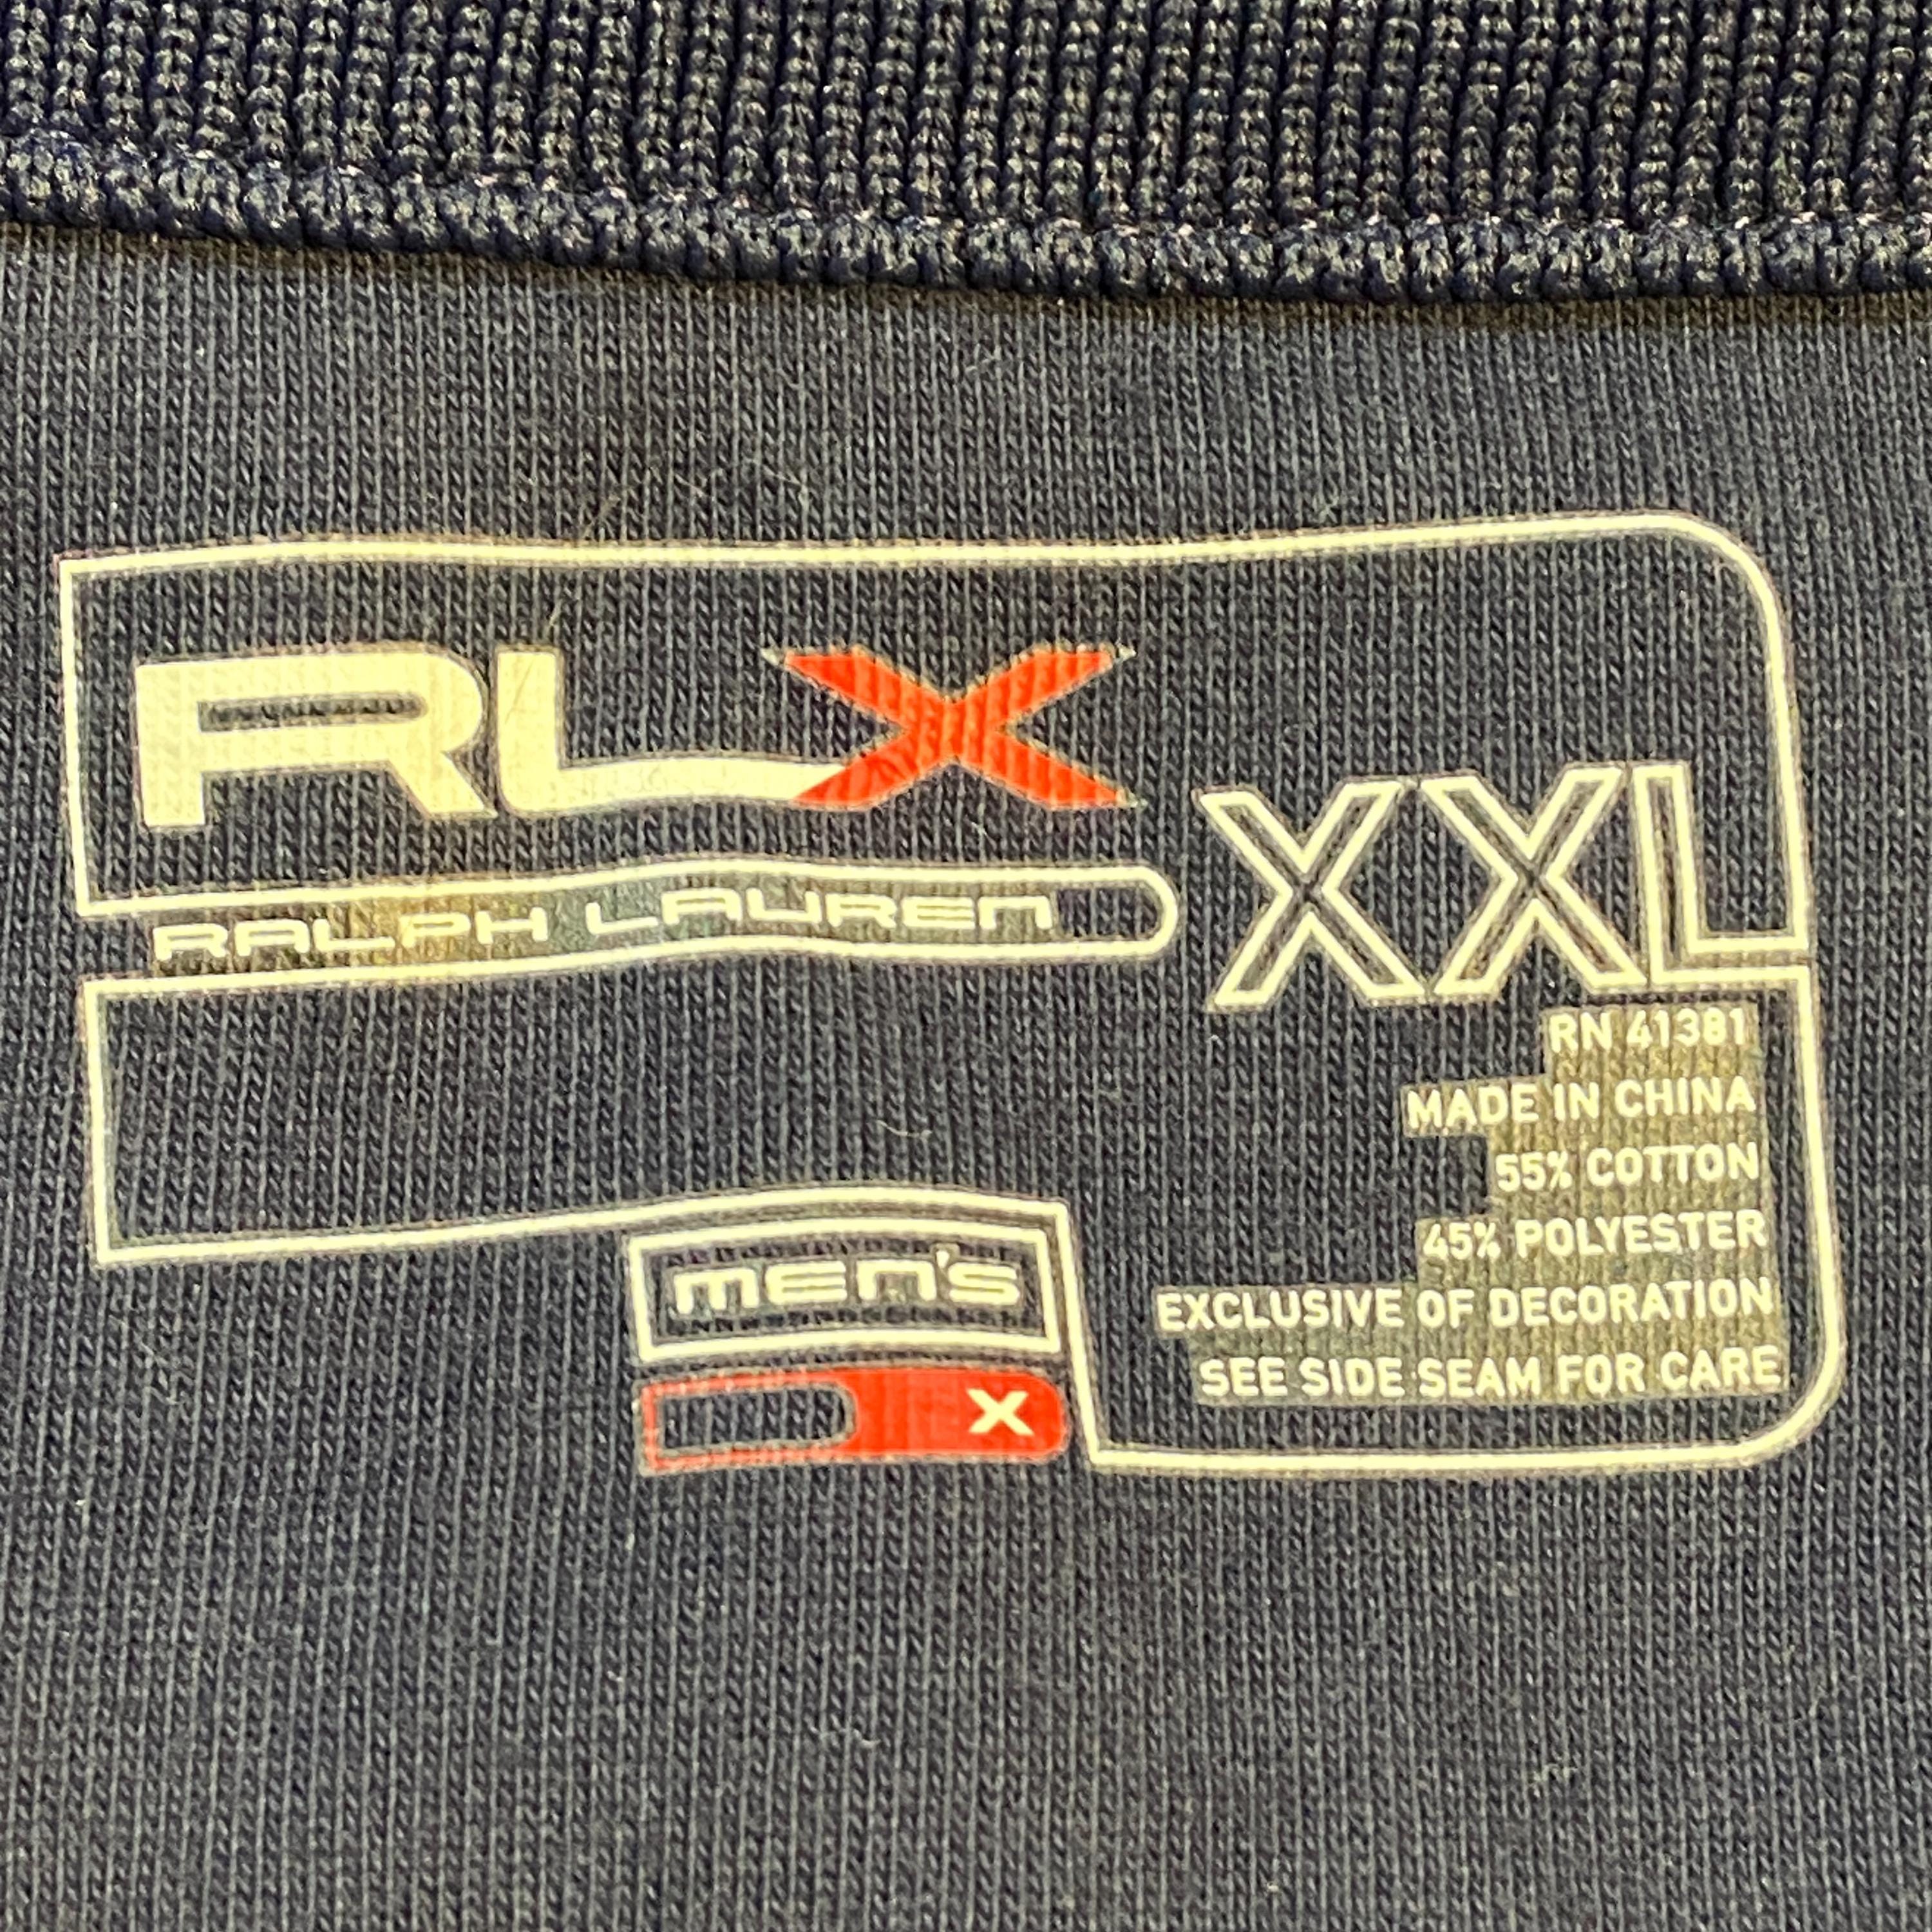 RLX
RALPH LAUREN
XXL
RN 41381
MADE IN CHINA
55% COTTON
45% POLYESTER
EXCLUSIVE OF DECORATION
SEE SIDE SEAM FOR CARE
men's
X